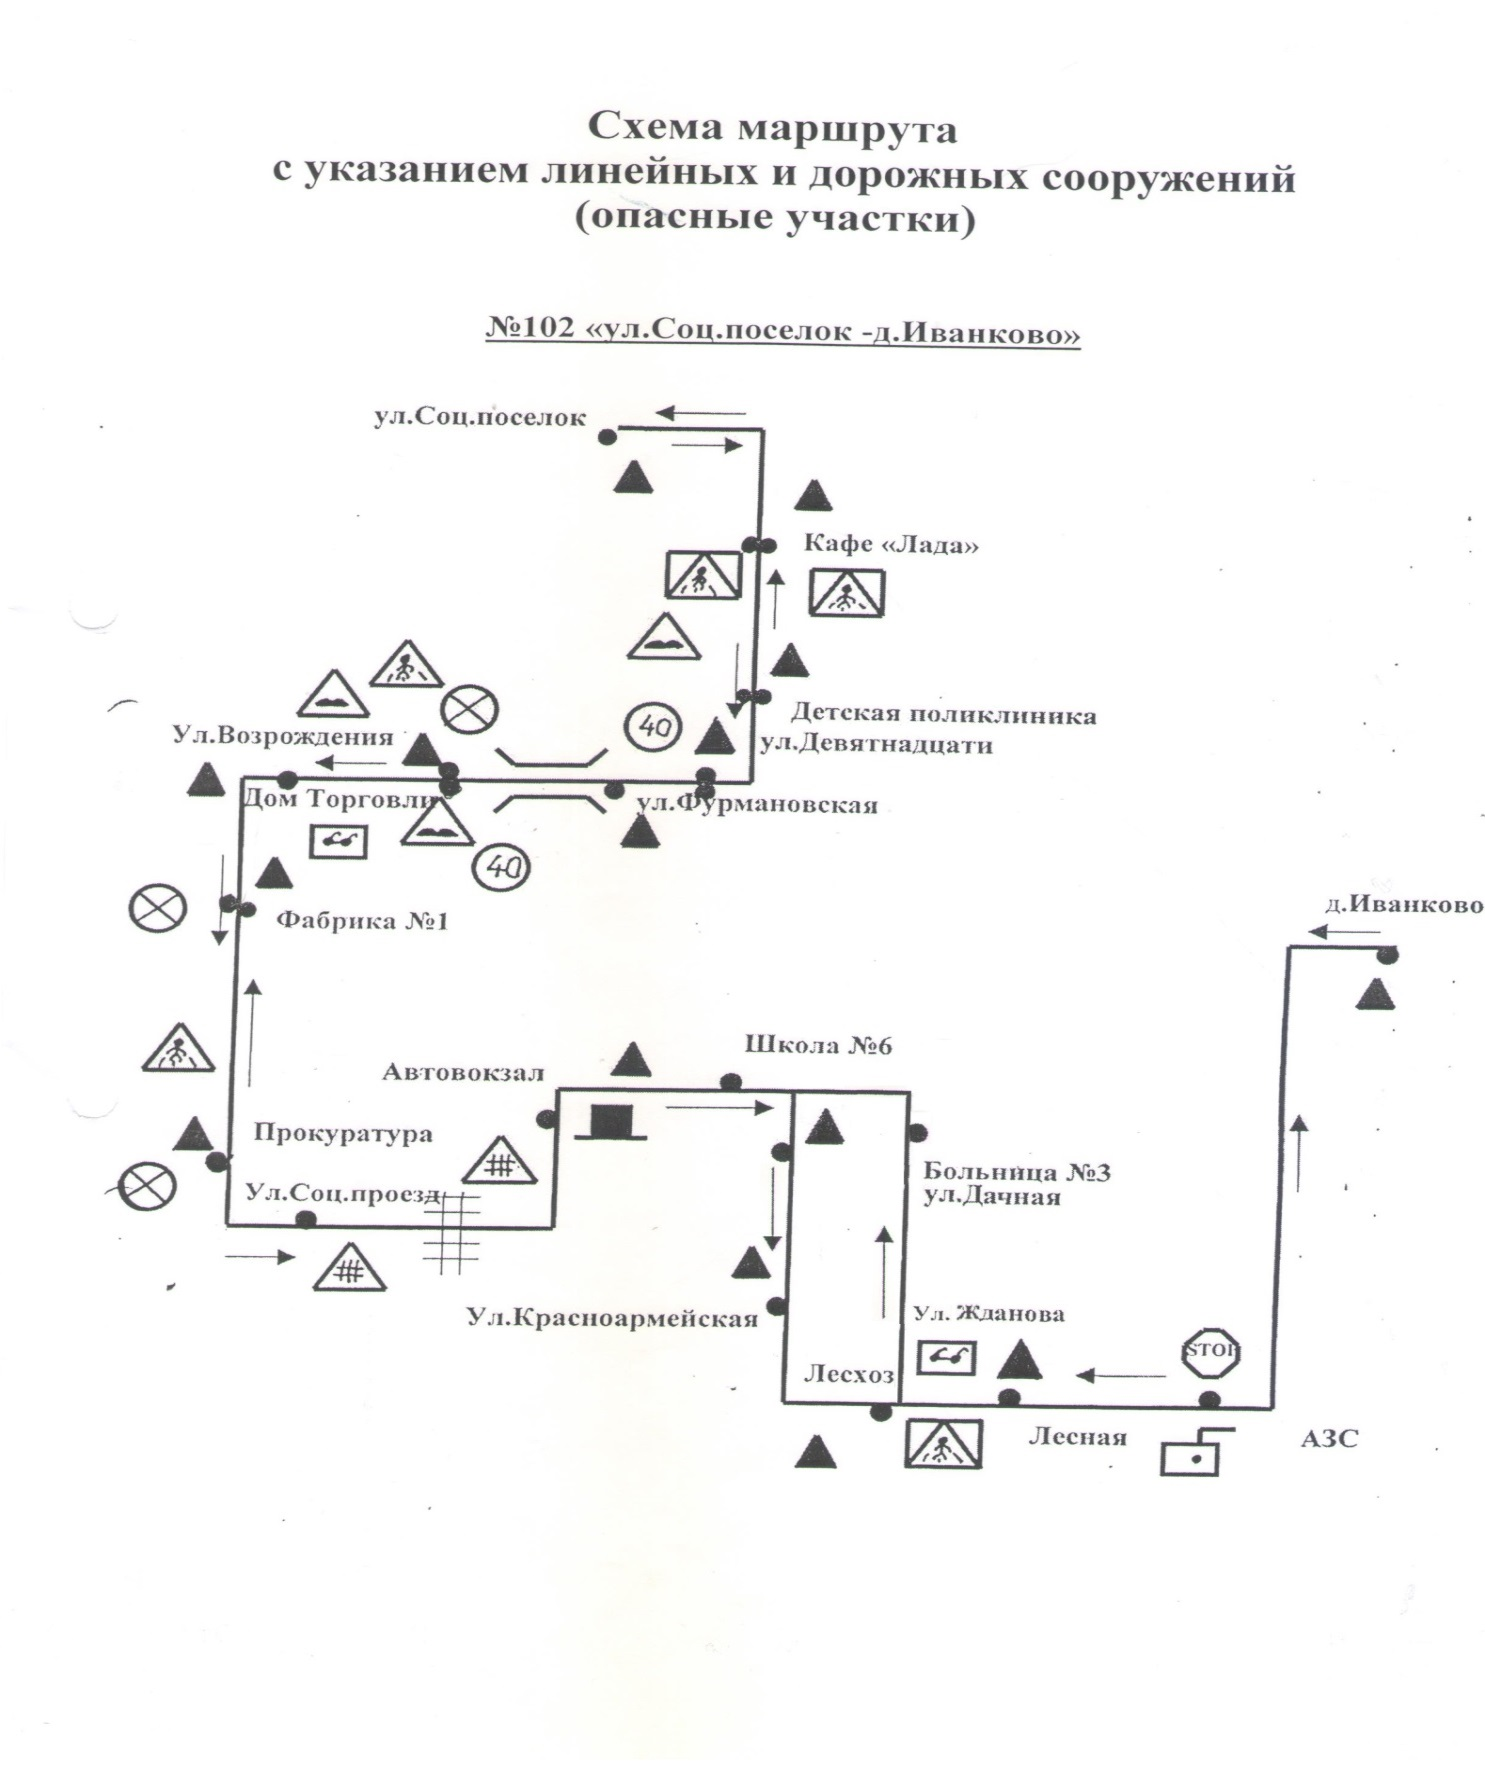 Схема маршрута
с указанием линейных и дорожных сооружений
(опасные участки)
№102 «ул.Соц.поселок -д.Иванково»
ул.Соц.поселок
Кафе «Лада»
Детская поликлиника
40
ул.Девятнадцати
Ул.Возрождения
Дом Торговли
ул.Фурмановская
40
д.Иванково
Фабрика №1
Школа №6
Автовокзал
Прокуратура
Больница №3
ул.Дачная
Ул.Соц.проезд
Ул.Красноармейская
Ул. Жданова
STOP
Лесхоз
Лесная
АЗС